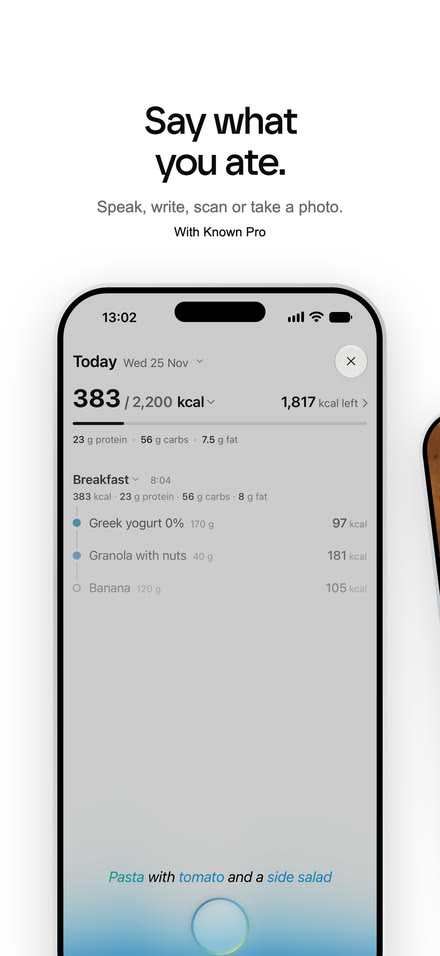 Say what
you ate.
Speak, write, scan or take a photo.
With Known Pro
13:02
Today Wed 25 Nov
383 / 2,200 kcal 1,817 kcal left
23 g protein · 56 g carbs · 7.5 g fat
Breakfast 8:04
383 kcal · 23 g protein · 56 g carbs · 8 g fat
Greek yogurt 0% 170 g 97 kcal
Granola with nuts 40 g 181 kcal
Banana 120 g 105 kcal
Pasta with tomato and a side salad